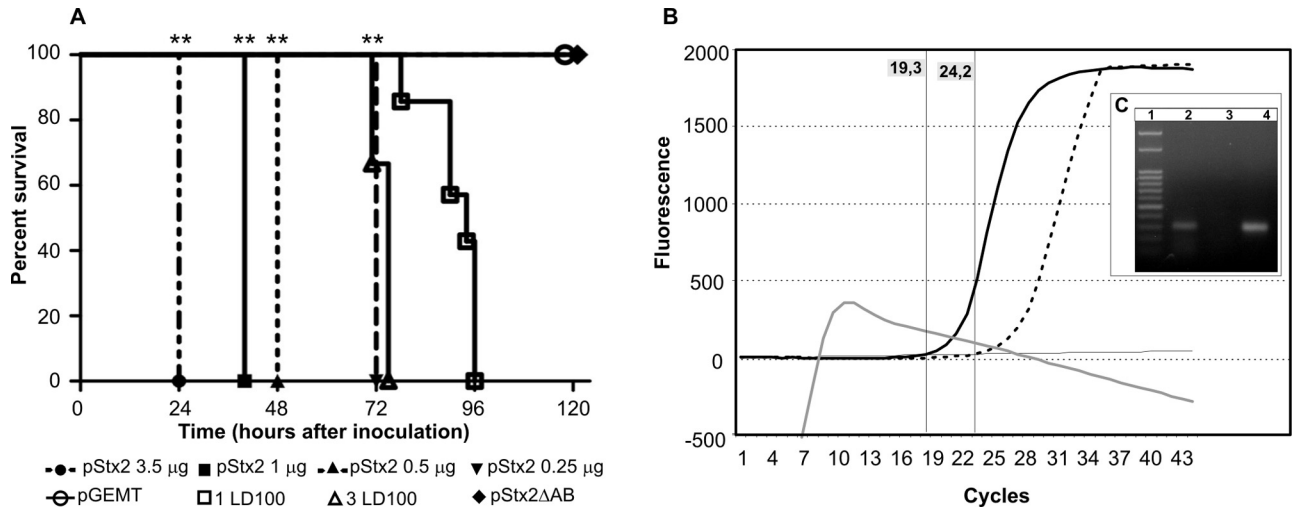 A
** ** ** **
100
80
60
40
20
0
Percent survival
0 24 48 72 96 120
Time (hours after inoculation)
pStx2 3.5 µg pStx2 1 µg pStx2 0.5 µg pStx2 0.25 µg
pGEMT 1 LD100 3 LD100 pStx2ΔAB
B
2000
1500
1000
500
0
-500
Fluorescence
19,3
24,2
C
1 2 3 4
1 4 7 10 13 16 19 22 25 28 31 34 37 40 43
Cycles